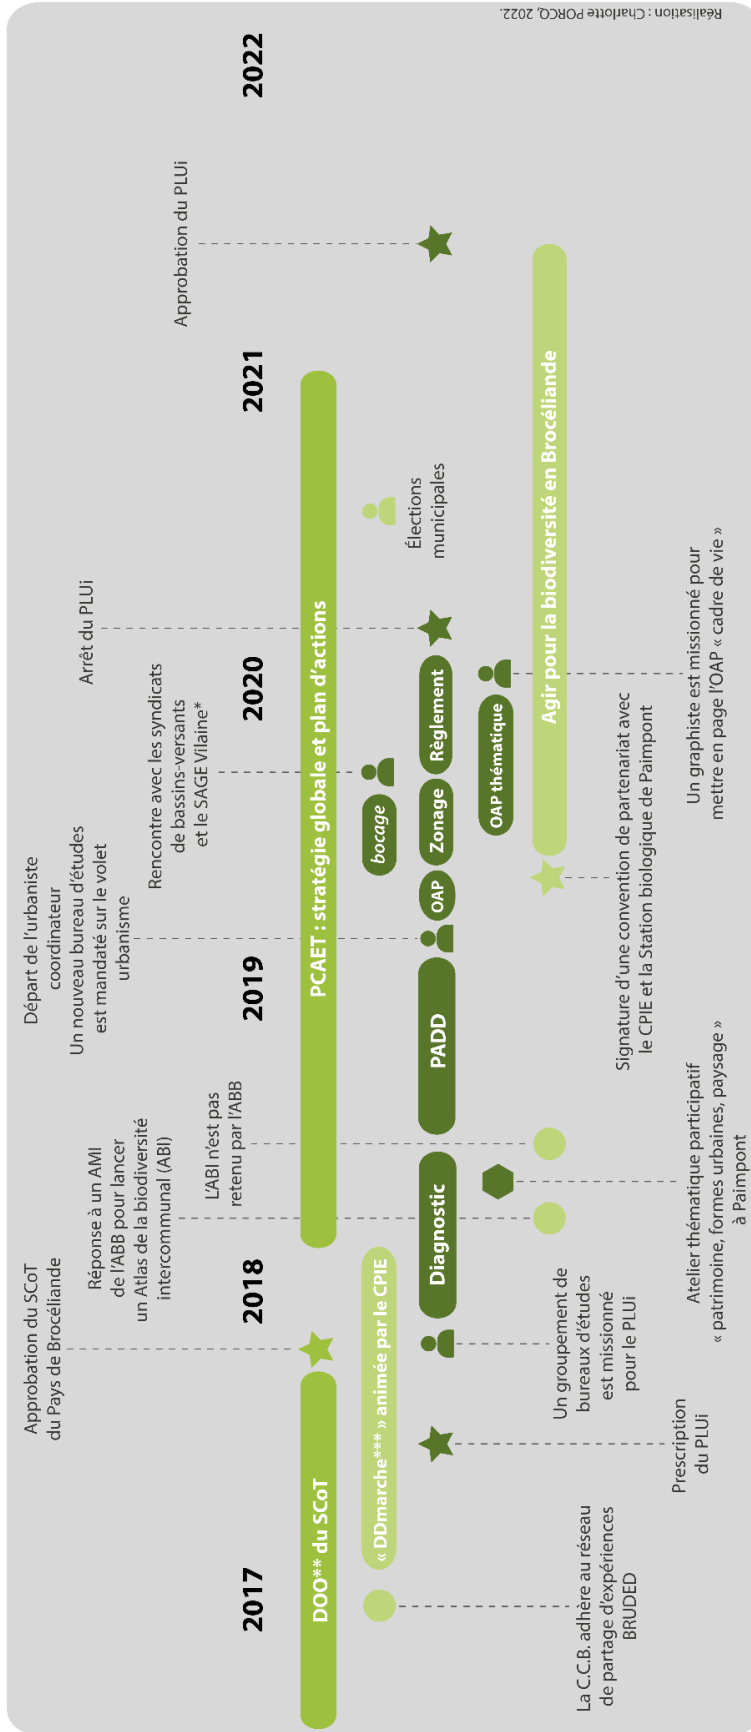 Approbation du SCoT
du Pays de Brocéliande
Réponse à un AMI
de l'ABB pour lancer
un Atlas de la biodiversité
intercommunal (ABI)
L'ABI n'est pas
retenu par l'ABB
Départ de l'urbaniste
coordinateur
Un nouveau bureau d'études
est mandaté sur le volet
urbanisme
Rencontre avec les syndicats
de bassins-versants
et le SAGE Vilaine*
Arrêt du PLUi
Approbation du PLUi
2017
2018
2019
2020
2021
2022
DOO** du SCoT
PCAET : stratégie globale et plan d'actions
« DDmarche*** » animée par le CPIE
bocage
Élections
municipales
Diagnostic
PADD
OAP
Zonage
Règlement
OAP thématique
Agir pour la biodiversité en Brocéliande
La C.C.B. adhère au réseau
de partage d'expériences
BRUDED
Prescription
du PLUi
Un groupement de
bureaux d'études
est missionné
pour le PLUi
Atelier thématique participatif
« patrimoine, formes urbaines, paysage »
à Paimpont
Signature d'une convention de partenariat avec
le CPIE et la Station biologique de Paimpont
Un graphiste est missionné pour
mettre en page l'OAP « cadre de vie »
Réalisation : Charlotte PORCQ, 2022.